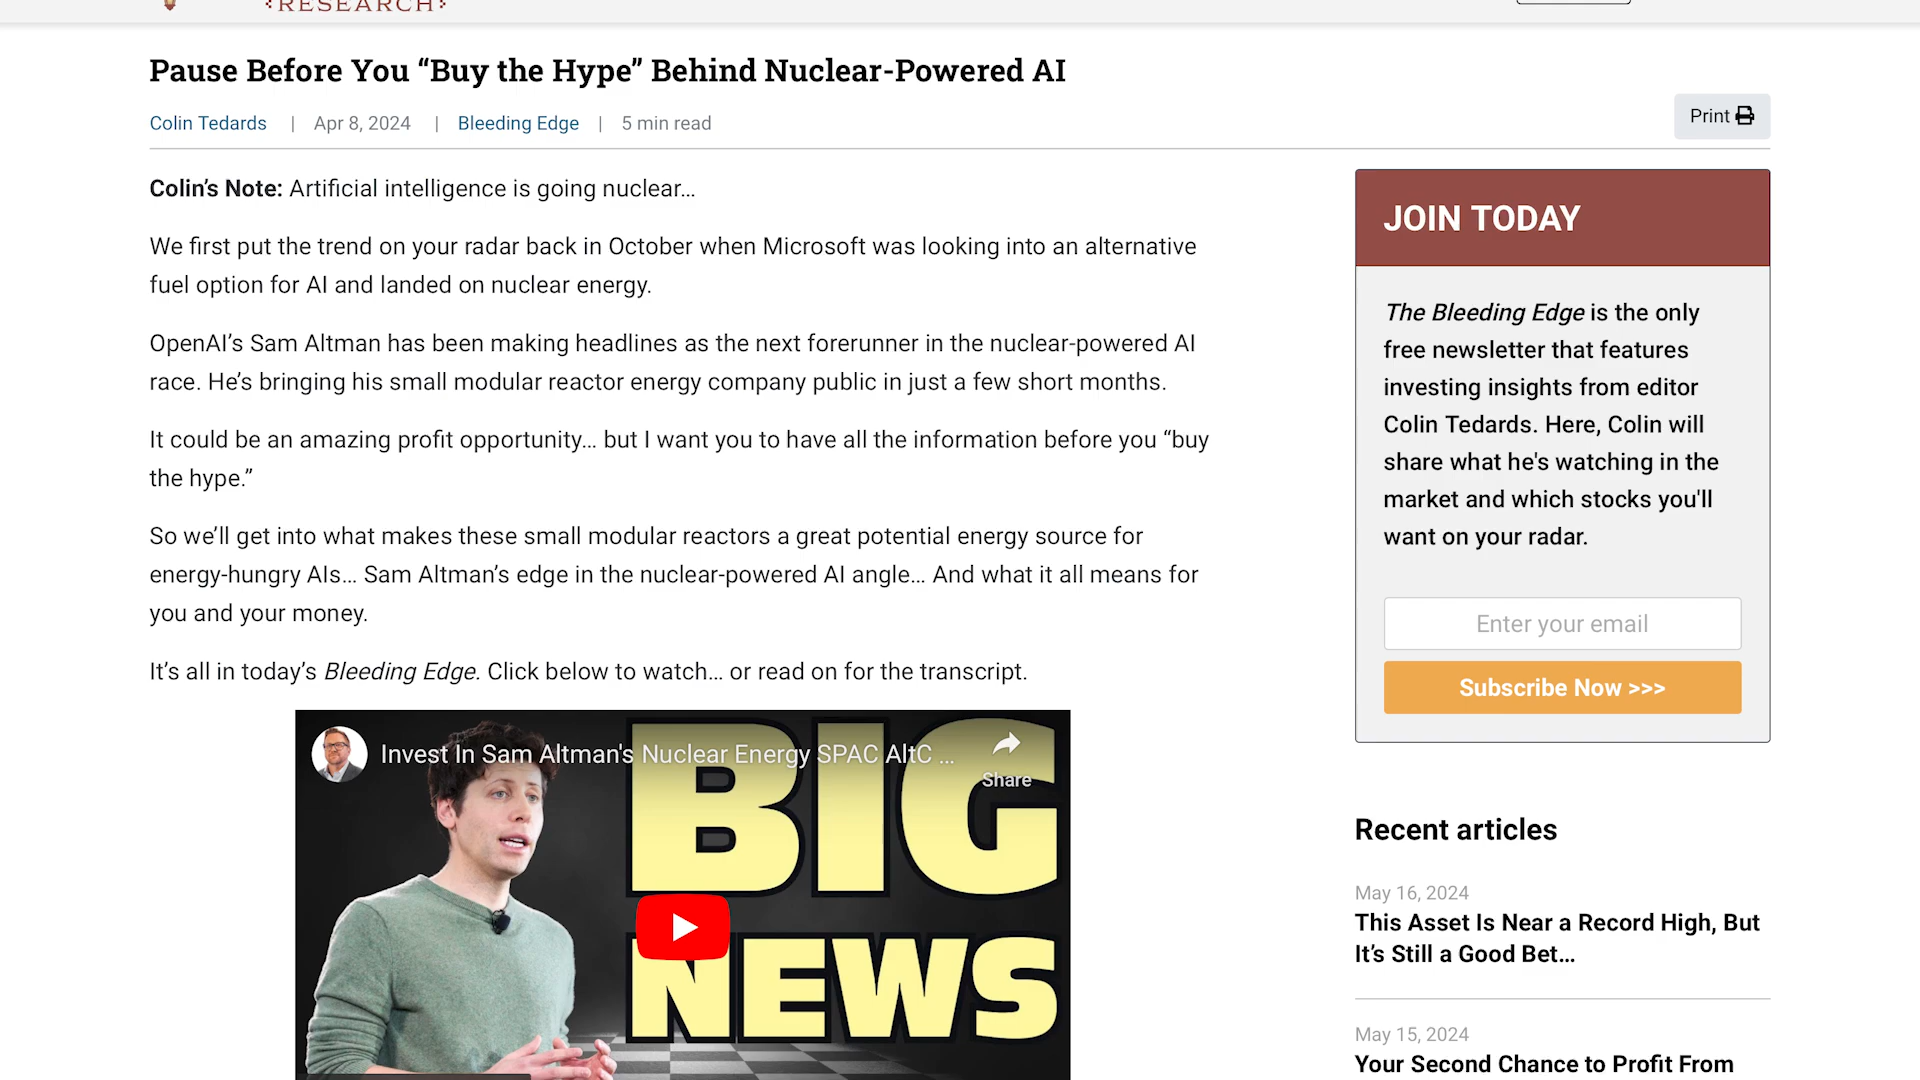 RESEARCH
Pause Before You “Buy the Hype” Behind Nuclear-Powered AI
Colin Tedards | Apr 8, 2024 | Bleeding Edge | 5 min read
Print
Colin’s Note: Artificial intelligence is going nuclear…
We first put the trend on your radar back in October when Microsoft was looking into an alternative
fuel option for AI and landed on nuclear energy.
OpenAI’s Sam Altman has been making headlines as the next forerunner in the nuclear-powered AI
race. He’s bringing his small modular reactor energy company public in just a few short months.
It could be an amazing profit opportunity… but I want you to have all the information before you “buy
the hype.”
So we’ll get into what makes these small modular reactors a great potential energy source for
energy-hungry AIs… Sam Altman’s edge in the nuclear-powered AI angle… And what it all means for
you and your money.
It’s all in today’s Bleeding Edge. Click below to watch… or read on for the transcript.
Invest In Sam Altman's Nuclear Energy SPAC AltC ...
Share
BIG
NEWS
JOIN TODAY
The Bleeding Edge is the only
free newsletter that features
investing insights from editor
Colin Tedards. Here, Colin will
share what he's watching in the
market and which stocks you'll
want on your radar.
Enter your email
Subscribe Now >>>
Recent articles
May 16, 2024
This Asset Is Near a Record High, But
It’s Still a Good Bet…
May 15, 2024
Your Second Chance to Profit From